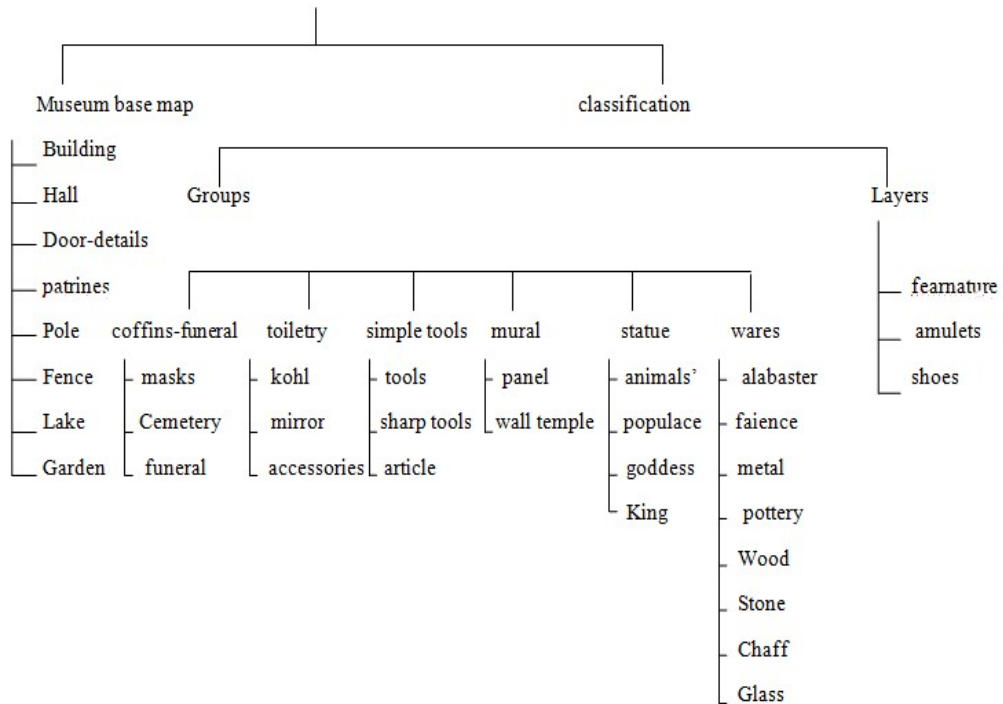 Museum base map classification
Building
Hall Groups Layers
Door-details
patrines fearnature
Pole coffins-funeral toiletry simple tools mural statue wares amulets
Fence masks kohl tools panel animals’ alabaster shoes
Lake Cemetery mirror sharp tools wall temple populace faience
Garden funeral accessories article goddess metal
King pottery
Wood
Stone
Chaff
Glass